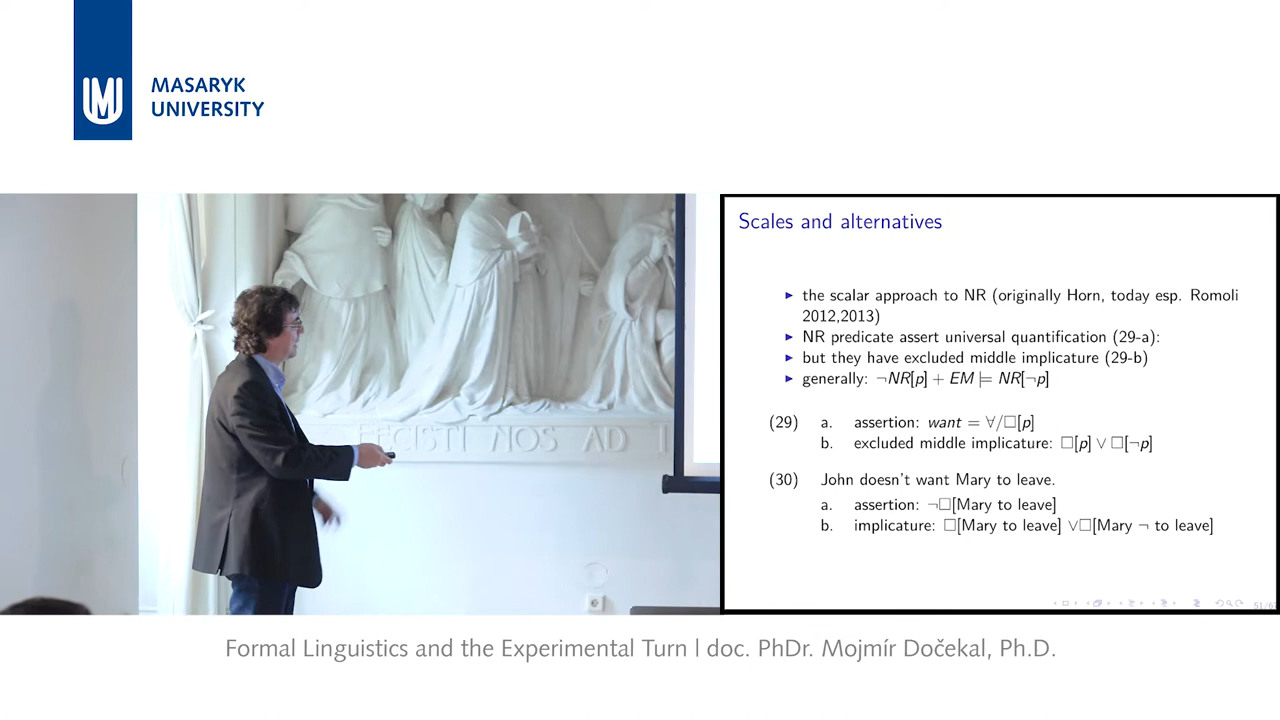 MASARYK
UNIVERSITY
FECISTI NOS AD
Scales and alternatives
▶ the scalar approach to NR (originally Horn, today esp. Romoli
2012,2013)
▶ NR predicate assert universal quantification (29-a):
▶ but they have excluded middle implicature (29-b)
▶ generally: ¬NR[p] + EM ⊨ NR[¬p]
(29) a. assertion: want = ∀/□[p]
b. excluded middle implicature: □[p] ∨ □[¬p]
(30) John doesn't want Mary to leave.
a. assertion: ¬□[Mary to leave]
b. implicature: □[Mary to leave] ∨□[Mary ¬ to leave]
Formal Linguistics and the Experimental Turn | doc. PhDr. Mojmír Dočekal, Ph.D.